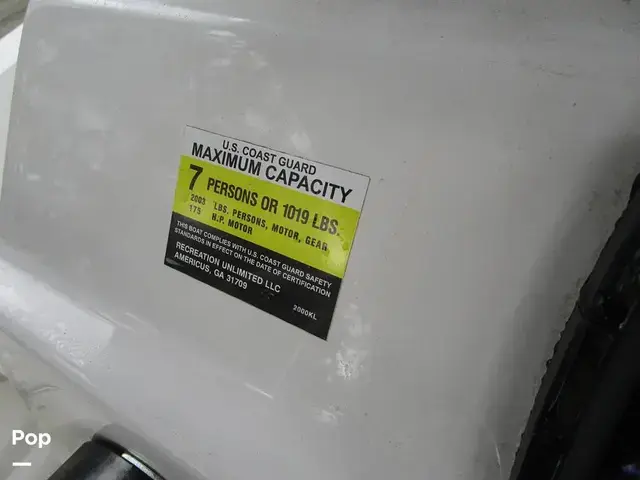 U.S. COAST GUARD
MAXIMUM CAPACITY
7 PERSONS OR 1019 LBS.
2003 LBS, PERSONS, MOTOR, GEAR
175 H.P. MOTOR
THIS BOAT COMPLIES WITH U.S. COAST GUARD SAFETY
STANDARDS IN EFFECT ON THE DATE OF CERTIFICATION
RECREATION UNLIMITED LLC
AMERICUS, GA 31709
2000KL
Pop